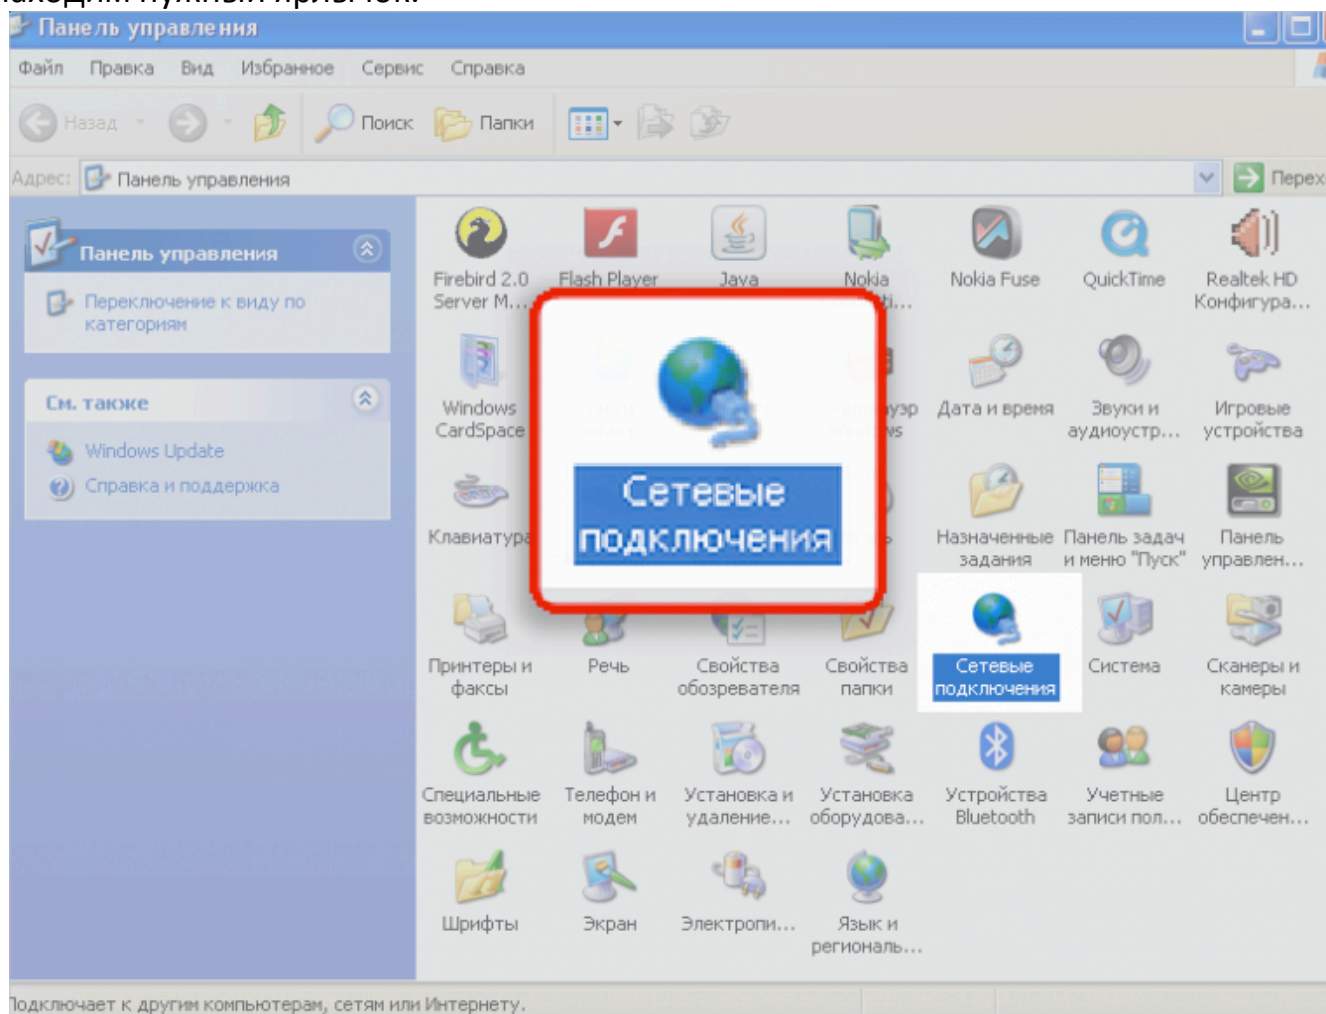 находим нужный ярлычок.
Панель управления
Файл Правка Вид Избранное Сервис Справка
Назад Поиск Папки
Адрес: Панель управления Перех
Панель управления
Переключение к виду по
категориям
См. также
Windows Update
Справка и поддержка
Firebird 2.0
Server M...
Flash Player
Java
Nokia
Nokia Fuse
QuickTime
Realtek HD
Конфигура...
Windows
CardSpace
Дата и время
Звуки и
аудиоустр...
Игровые
устройства
Сетевые
подключения
Клавиатура
Назначенные
задания
Панель задач
и меню "Пуск"
Панель
управлен...
Принтеры и
факсы
Речь
Свойства
обозревателя
Свойства
папки
Сетевые
подключения
Система
Сканеры и
камеры
Специальные
возможности
Телефон и
модем
Установка и
удаление...
Установка
оборудова...
Устройства
Bluetooth
Учетные
записи пол...
Центр
обеспечен...
Шрифты
Экран
Электропи...
Язык и
региональ...
Подключает к другим компьютерам, сетям или Интернету.